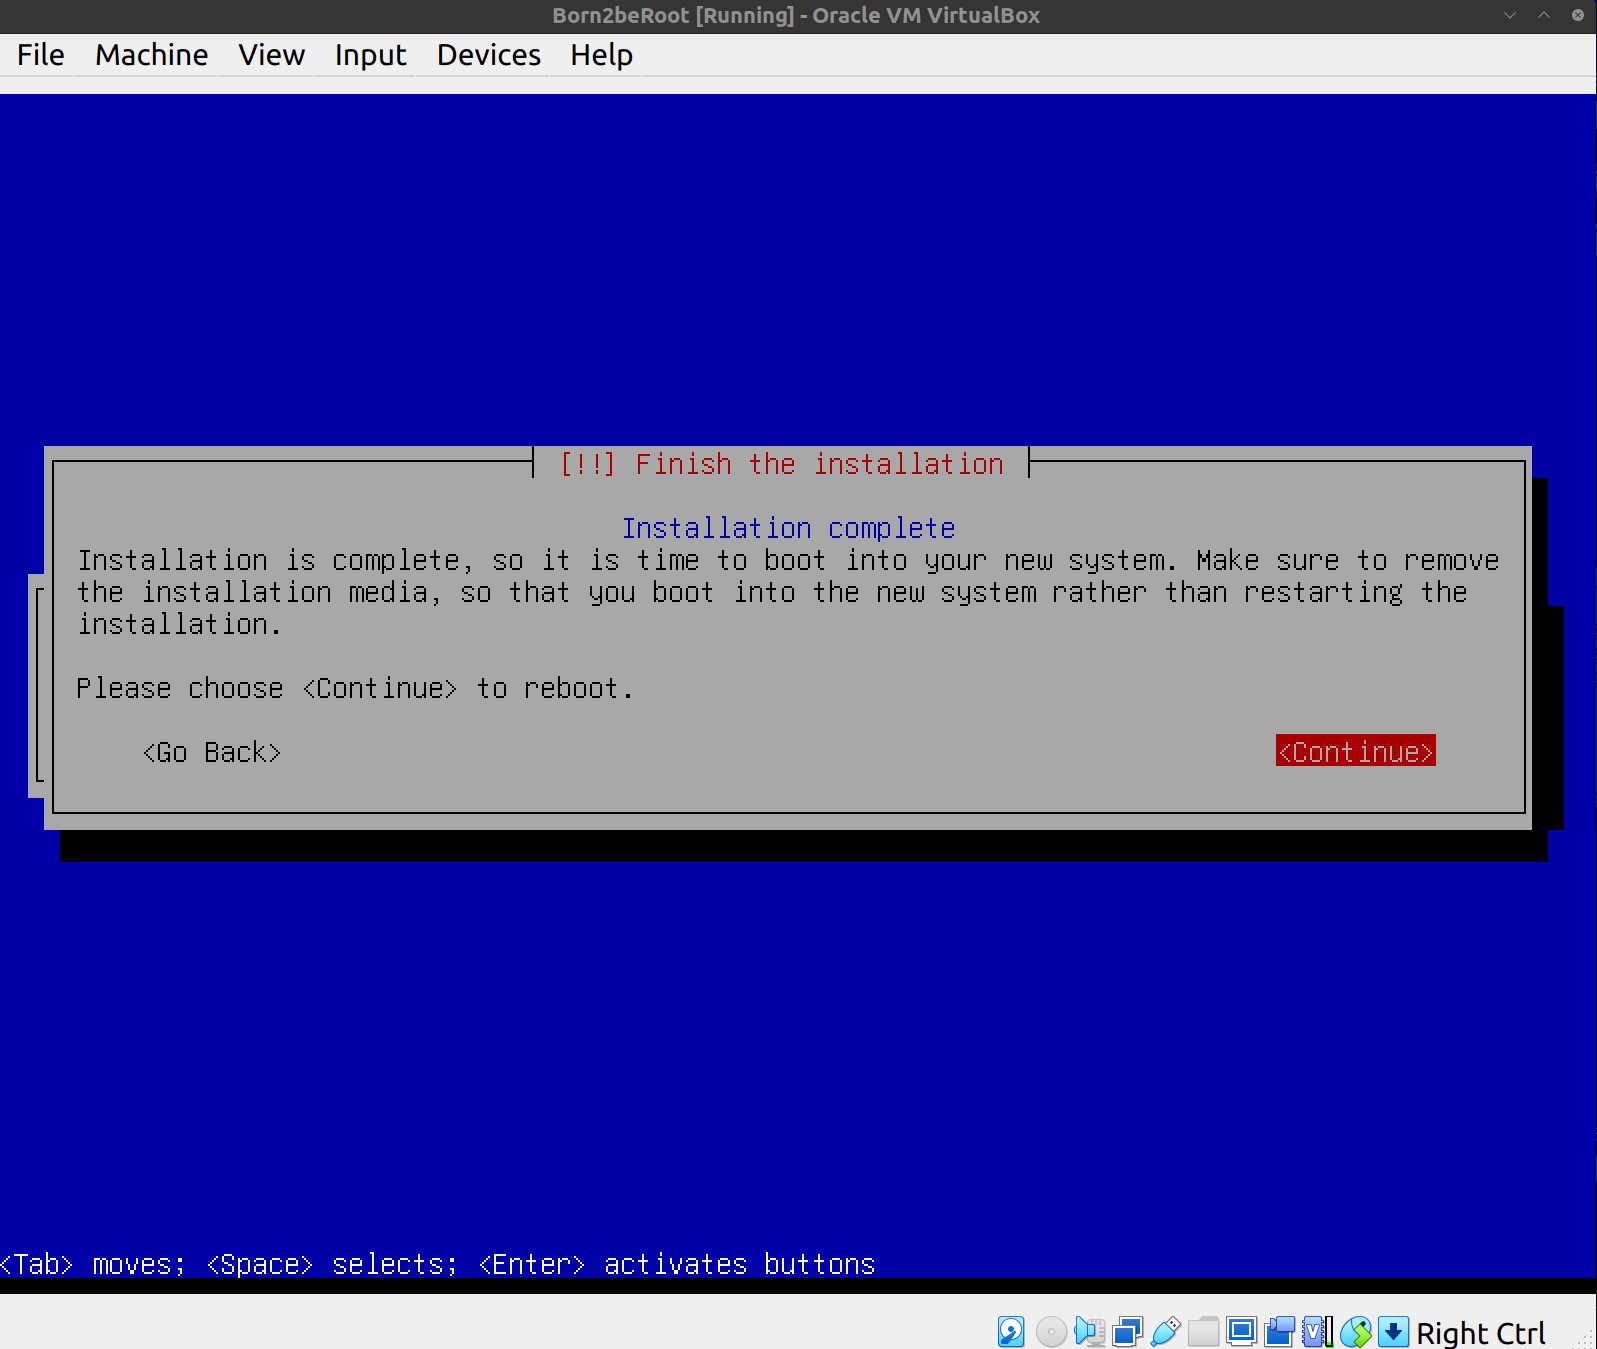 Born2beRoot [Running] - Oracle VM VirtualBox
File Machine View Input Devices Help
[!!] Finish the installation
Installation complete
Installation is complete, so it is time to boot into your new system. Make sure to remove
the installation media, so that you boot into the new system rather than restarting the
installation.
Please choose <Continue> to reboot.
<Go Back> <Continue>
<Tab> moves; <Space> selects; <Enter> activates buttons
Right Ctrl